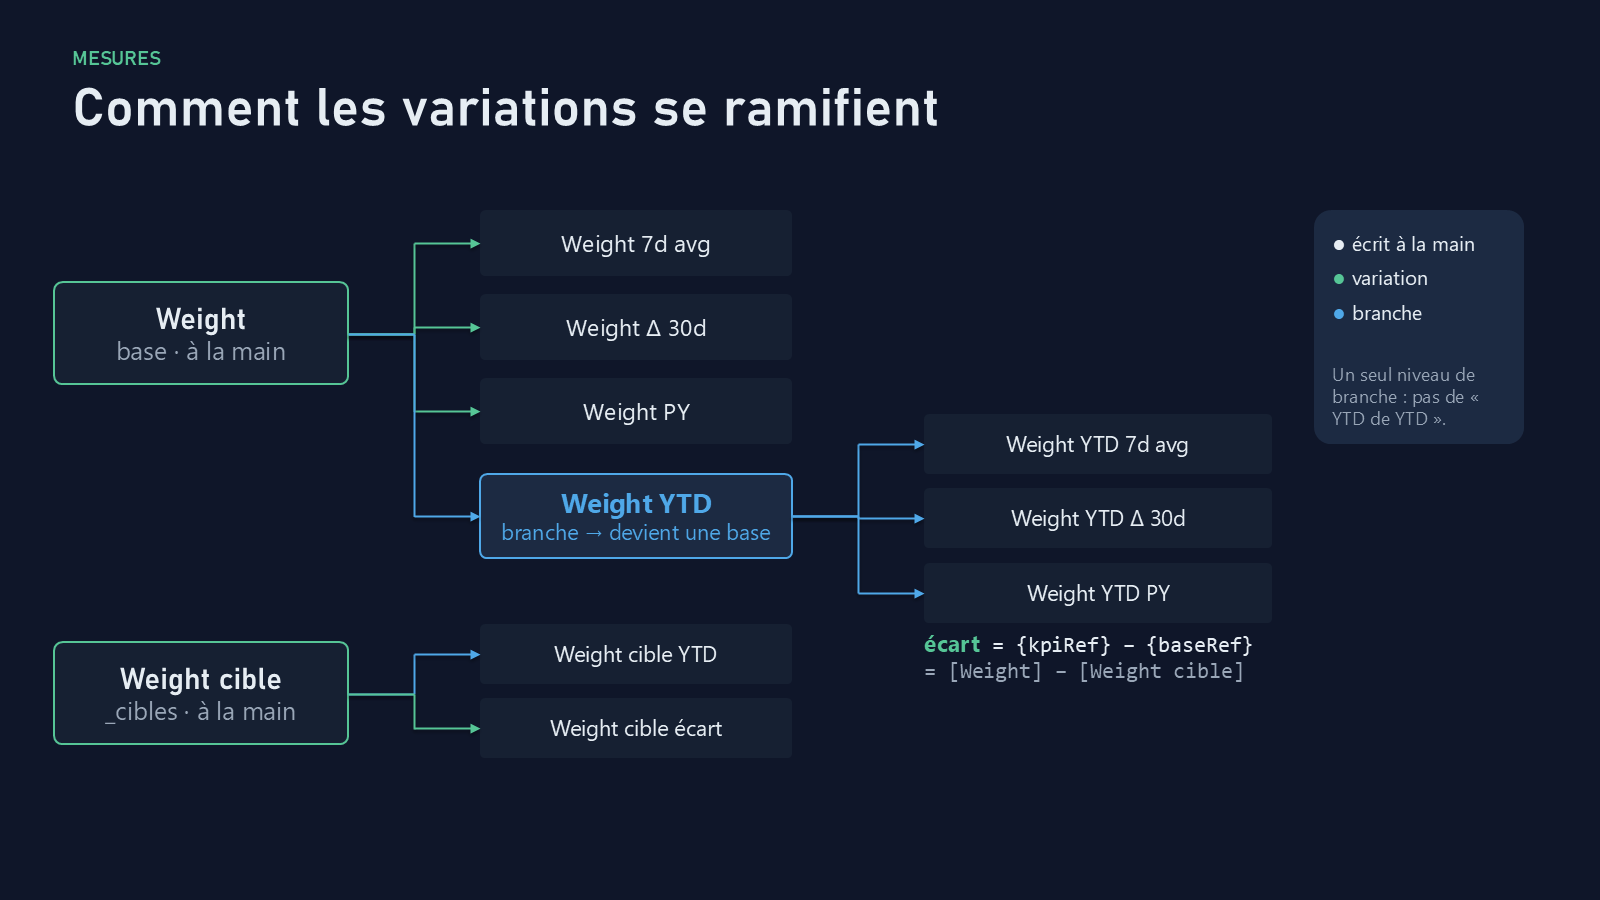 MESURES
Comment les variations se ramifient
Weight
base · à la main
Weight 7d avg
Weight Δ 30d
Weight PY
Weight YTD
branche → devient une base
Weight YTD 7d avg
Weight YTD Δ 30d
Weight YTD PY
écart = {kpiRef} − {baseRef}
= [Weight] − [Weight cible]
Weight cible
_cibles · à la main
Weight cible YTD
Weight cible écart
écrit à la main
variation
branche
Un seul niveau de
branche : pas de «
YTD de YTD ».